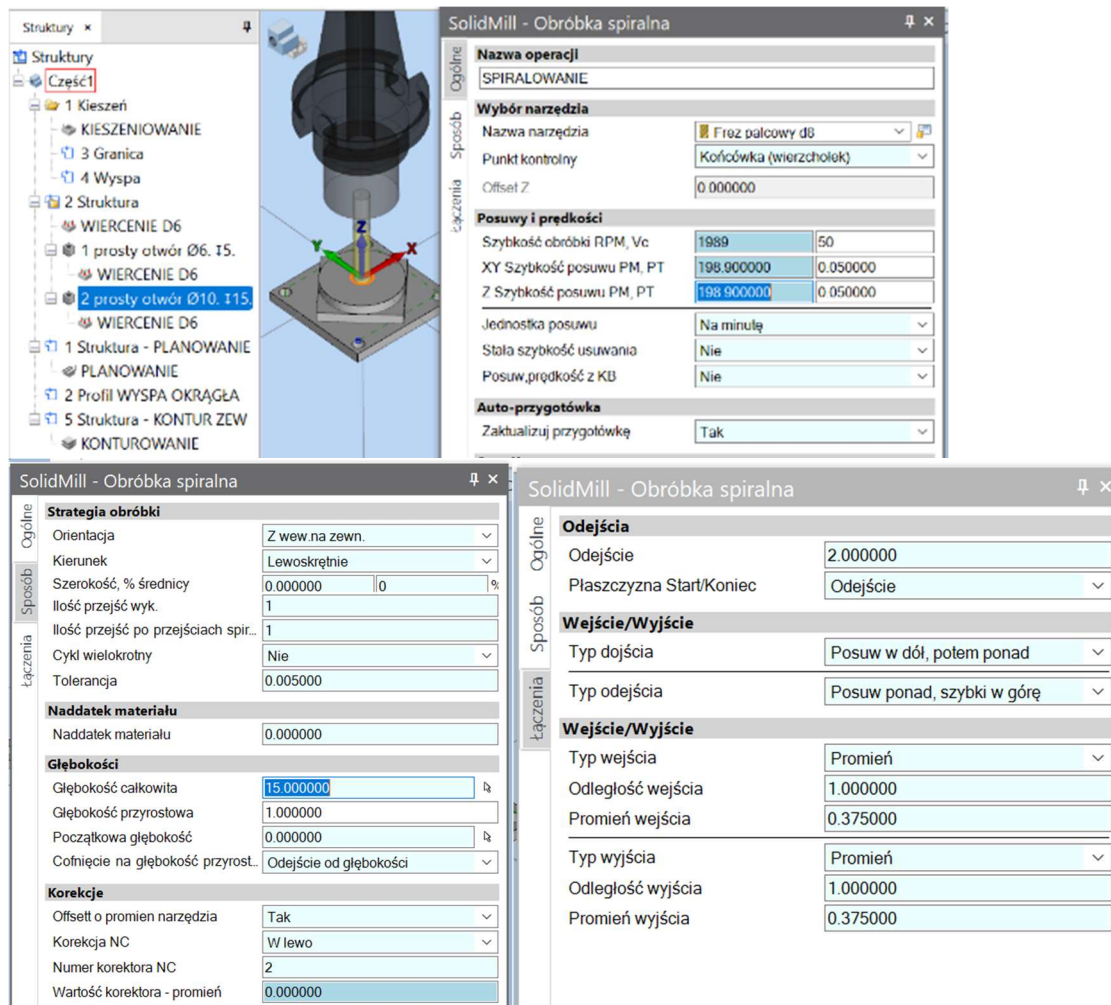 Struktury
Struktury
Część1
1 Kieszeń
KIESZENIOWANIE
3 Granica
4 Wyspa
2 Struktura
WIERCENIE D6
1 prosty otwór Ø6. ↧5.
WIERCENIE D6
2 prosty otwór Ø10. ↧15.
WIERCENIE D6
1 Struktura - PLANOWANIE
PLANOWANIE
2 Profil WYSPA OKRĄGŁA
5 Struktura - KONTUR ZEW
KONTUROWANIE
Z
Y
X
SolidMill - Obróbka spiralna
Ogólne
Sposób
Łączenia
Nazwa operacji
SPIRALOWANIE
Wybór narzędzia
Nazwa narzędzia Frez palcowy d8
Punkt kontrolny Końcówka (wierzchołek)
Offset Z 0.000000
Posuwy i prędkości
Szybkość obróbki RPM, Vc 1989 50
XY Szybkość posuwu PM, PT 198.900000 0.050000
Z Szybkość posuwu PM, PT 198.900000 0.050000
Jednostka posuwu Na minutę
Stała szybkość usuwania Nie
Posuw,prędkość z KB Nie
Auto-przygotówka
Zaktualizuj przygotówkę Tak
SolidMill - Obróbka spiralna
Ogólne
Sposób
Łączenia
Strategia obróbki
Orientacja Z wew.na zewn.
Kierunek Lewoskrętnie
Szerokość, % średnicy 0.000000 0 %
Ilość przejść wyk. 1
Ilość przejść po przejściach spir... 1
Cykl wielokrotny Nie
Tolerancja 0.005000
Naddatek materiału
Naddatek materiału 0.000000
Głębokości
Głębokość całkowita 15.000000
Głębokość przyrostowa 1.000000
Początkowa głębokość 0.000000
Cofnięcie na głębokość przyrost... Odejście od głębokości
Korekcje
Offsett o promien narzędzia Tak
Korekcja NC W lewo
Numer korektora NC 2
Wartość korektora - promień 0.000000
SolidMill - Obróbka spiralna
Ogólne
Sposób
Łączenia
Odejścia
Odejście 2.000000
Płaszczyzna Start/Koniec Odejście
Wejście/Wyjście
Typ dojścia Posuw w dół, potem ponad
Typ odejścia Posuw ponad, szybki w górę
Wejście/Wyjście
Typ wejścia Promień
Odległość wejścia 1.000000
Promień wejścia 0.375000
Typ wyjścia Promień
Odległość wyjścia 1.000000
Promień wyjścia 0.375000